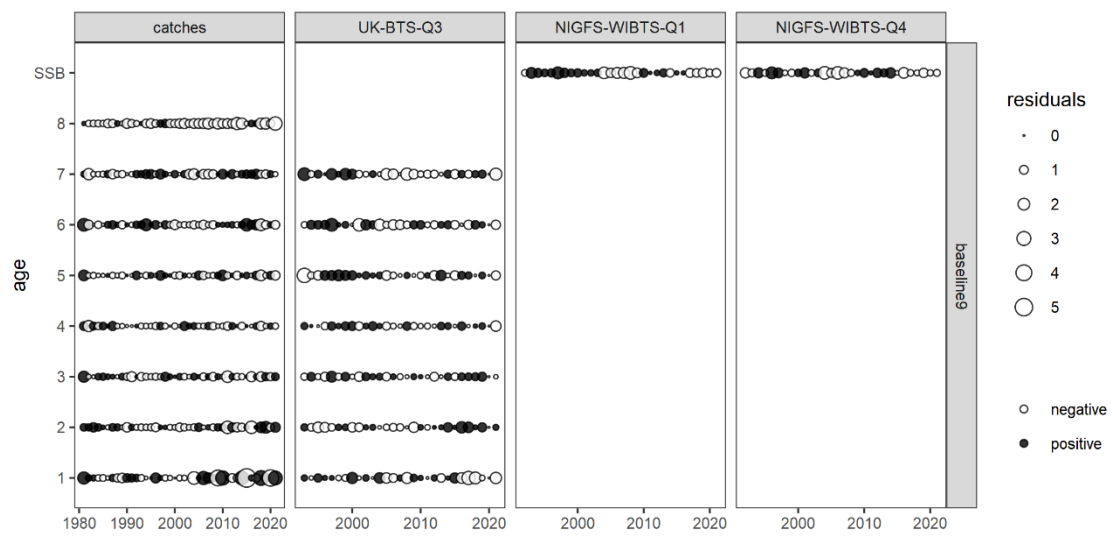 catches
UK-BTS-Q3
NIGFS-WIBTS-Q1
NIGFS-WIBTS-Q4
SSB
8
7
6
5
4
3
2
1
age
baseline9
1980 1990 2000 2010 2020
2000 2010 2020
2000 2010 2020
2000 2010 2020
residuals
0
1
2
3
4
5
negative
positive